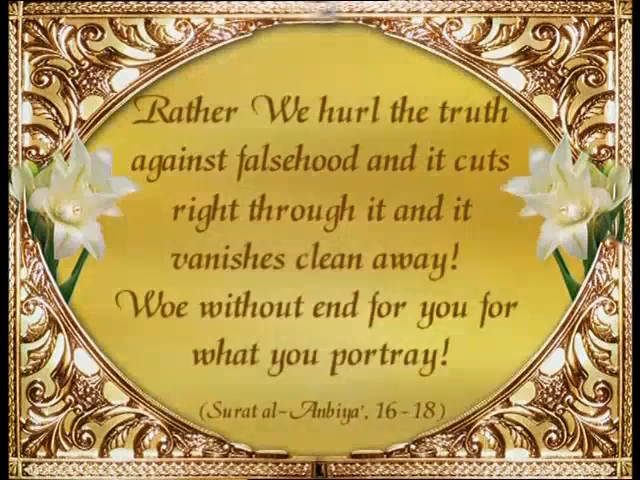 Rather We hurl the truth
against falsehood and it cuts
right through it and it
vanishes clean away!
Woe without end for you for
what you portray!
(Surat al-Anbiya', 16-18)